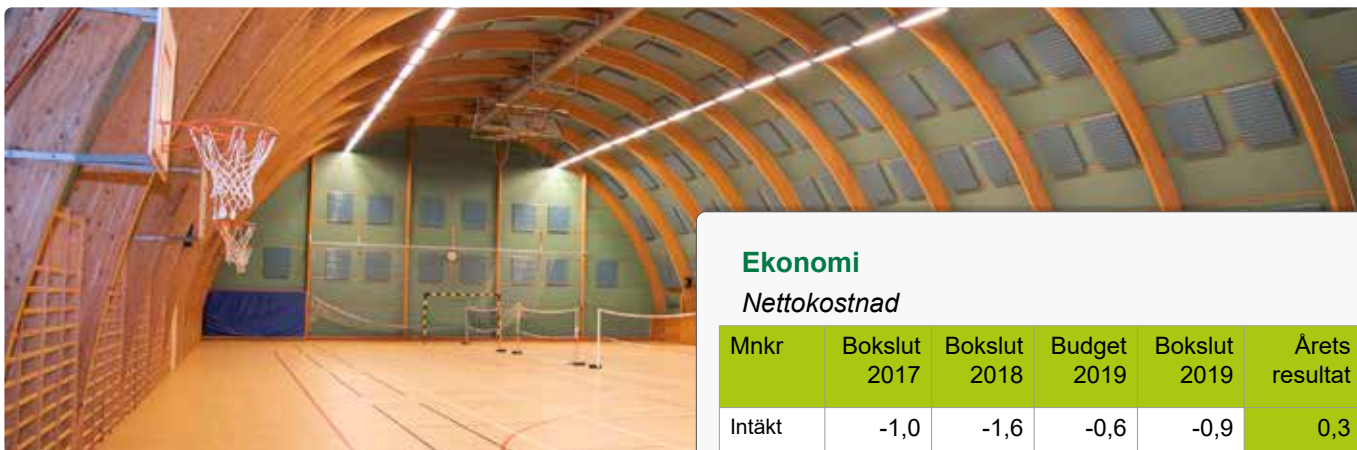 Ekonomi
Nettokostnad
Mnkr Bokslut 2017 Bokslut 2018 Budget 2019 Bokslut 2019 Årets resultat
Intäkt -1,0 -1,6 -0,6 -0,9 0,3